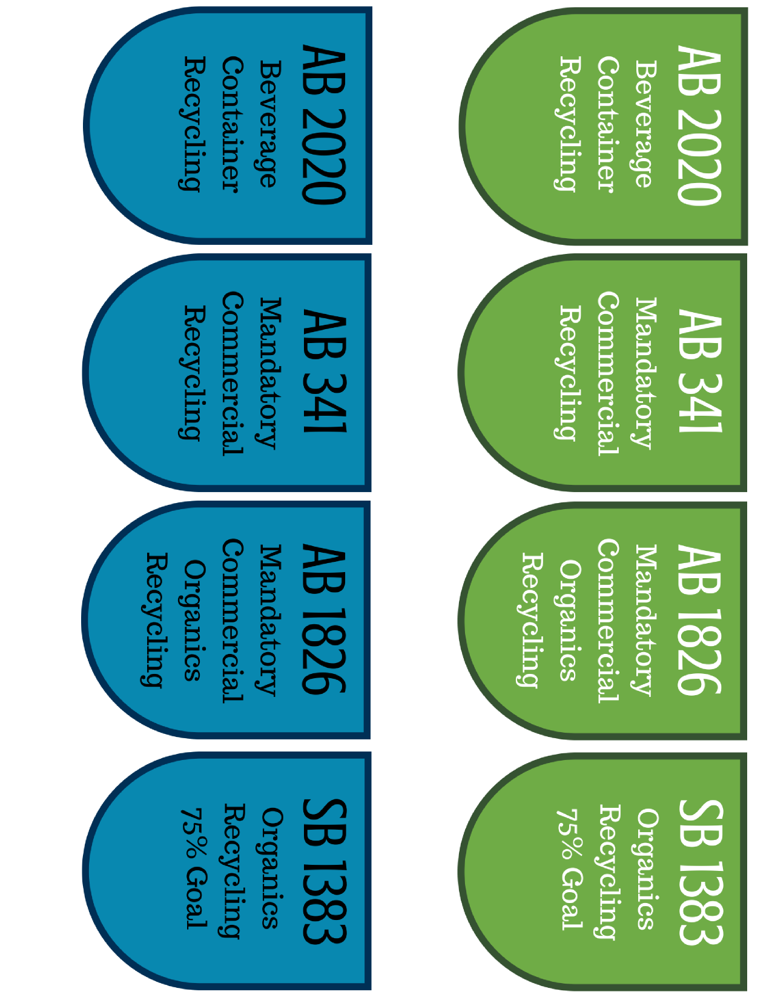 AB 2020
Beverage
Container
Recycling
AB 341
Mandatory
Commercial
Recycling
AB 1826
Mandatory
Commercial
Organics
Recycling
SB 1383
Organics
Recycling
75% Goal
AB 2020
Beverage
Container
Recycling
AB 341
Mandatory
Commercial
Recycling
AB 1826
Mandatory
Commercial
Organics
Recycling
SB 1383
Organics
Recycling
75% Goal